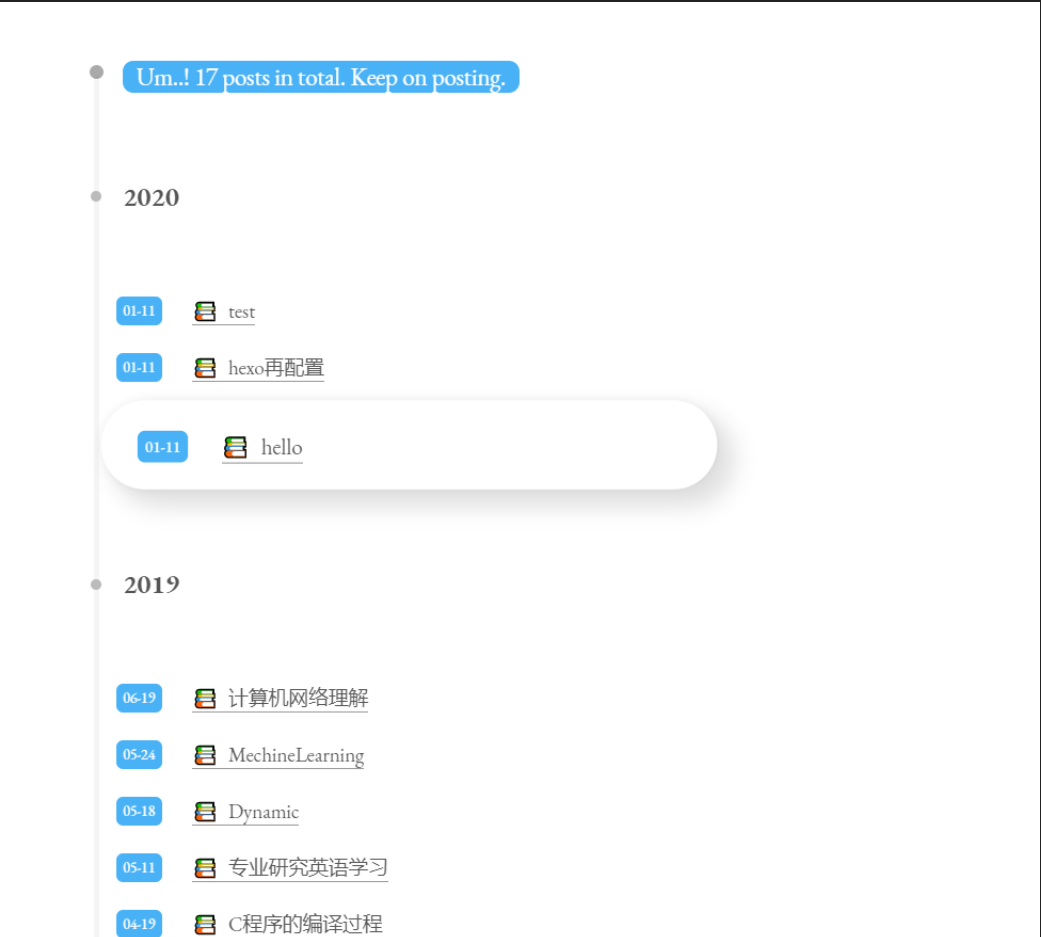 Um..! 17 posts in total. Keep on posting.
2020
01-11 test
01-11 hexo再配置
01-11 hello
2019
06-19 计算机网络理解
05-24 MechineLearning
05-18 Dynamic
05-11 专业研究英语学习
04-19 C程序的编译过程